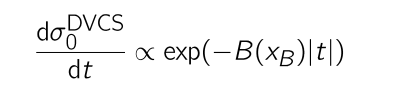 dσ₀^DVCS/dt ∝ exp(−B(x_B)|t|)